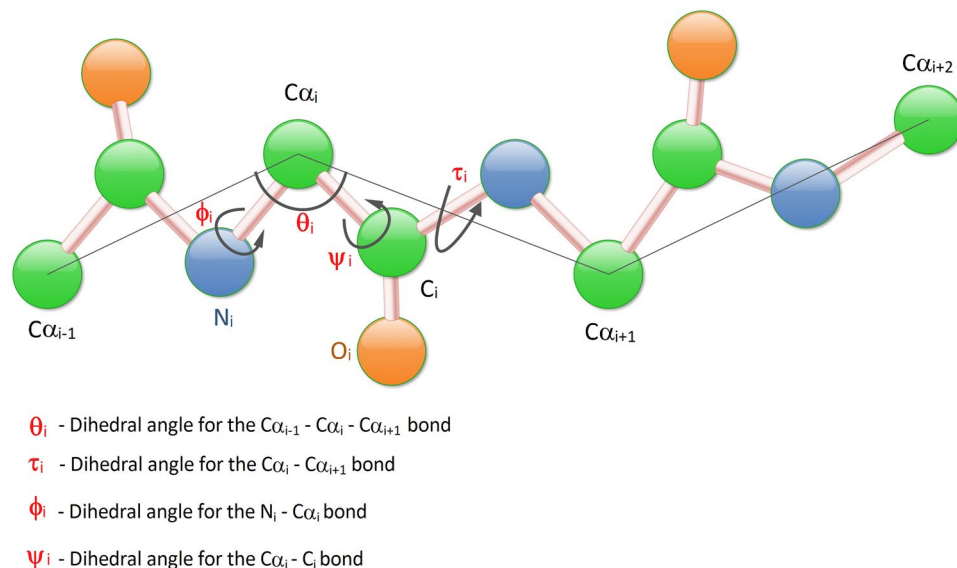 Cαᵢ₊₂
Cαᵢ
τᵢ
ϕᵢ
θᵢ
ψᵢ
Cᵢ
Nᵢ
Cαᵢ₋₁
Cαᵢ₊₁
Oᵢ
θᵢ - Dihedral angle for the Cαᵢ₋₁ - Cαᵢ - Cαᵢ₊₁ bond
τᵢ - Dihedral angle for the Cαᵢ - Cαᵢ₊₁ bond
ϕᵢ - Dihedral angle for the Nᵢ - Cαᵢ bond
ψᵢ - Dihedral angle for the Cαᵢ - Cᵢ bond